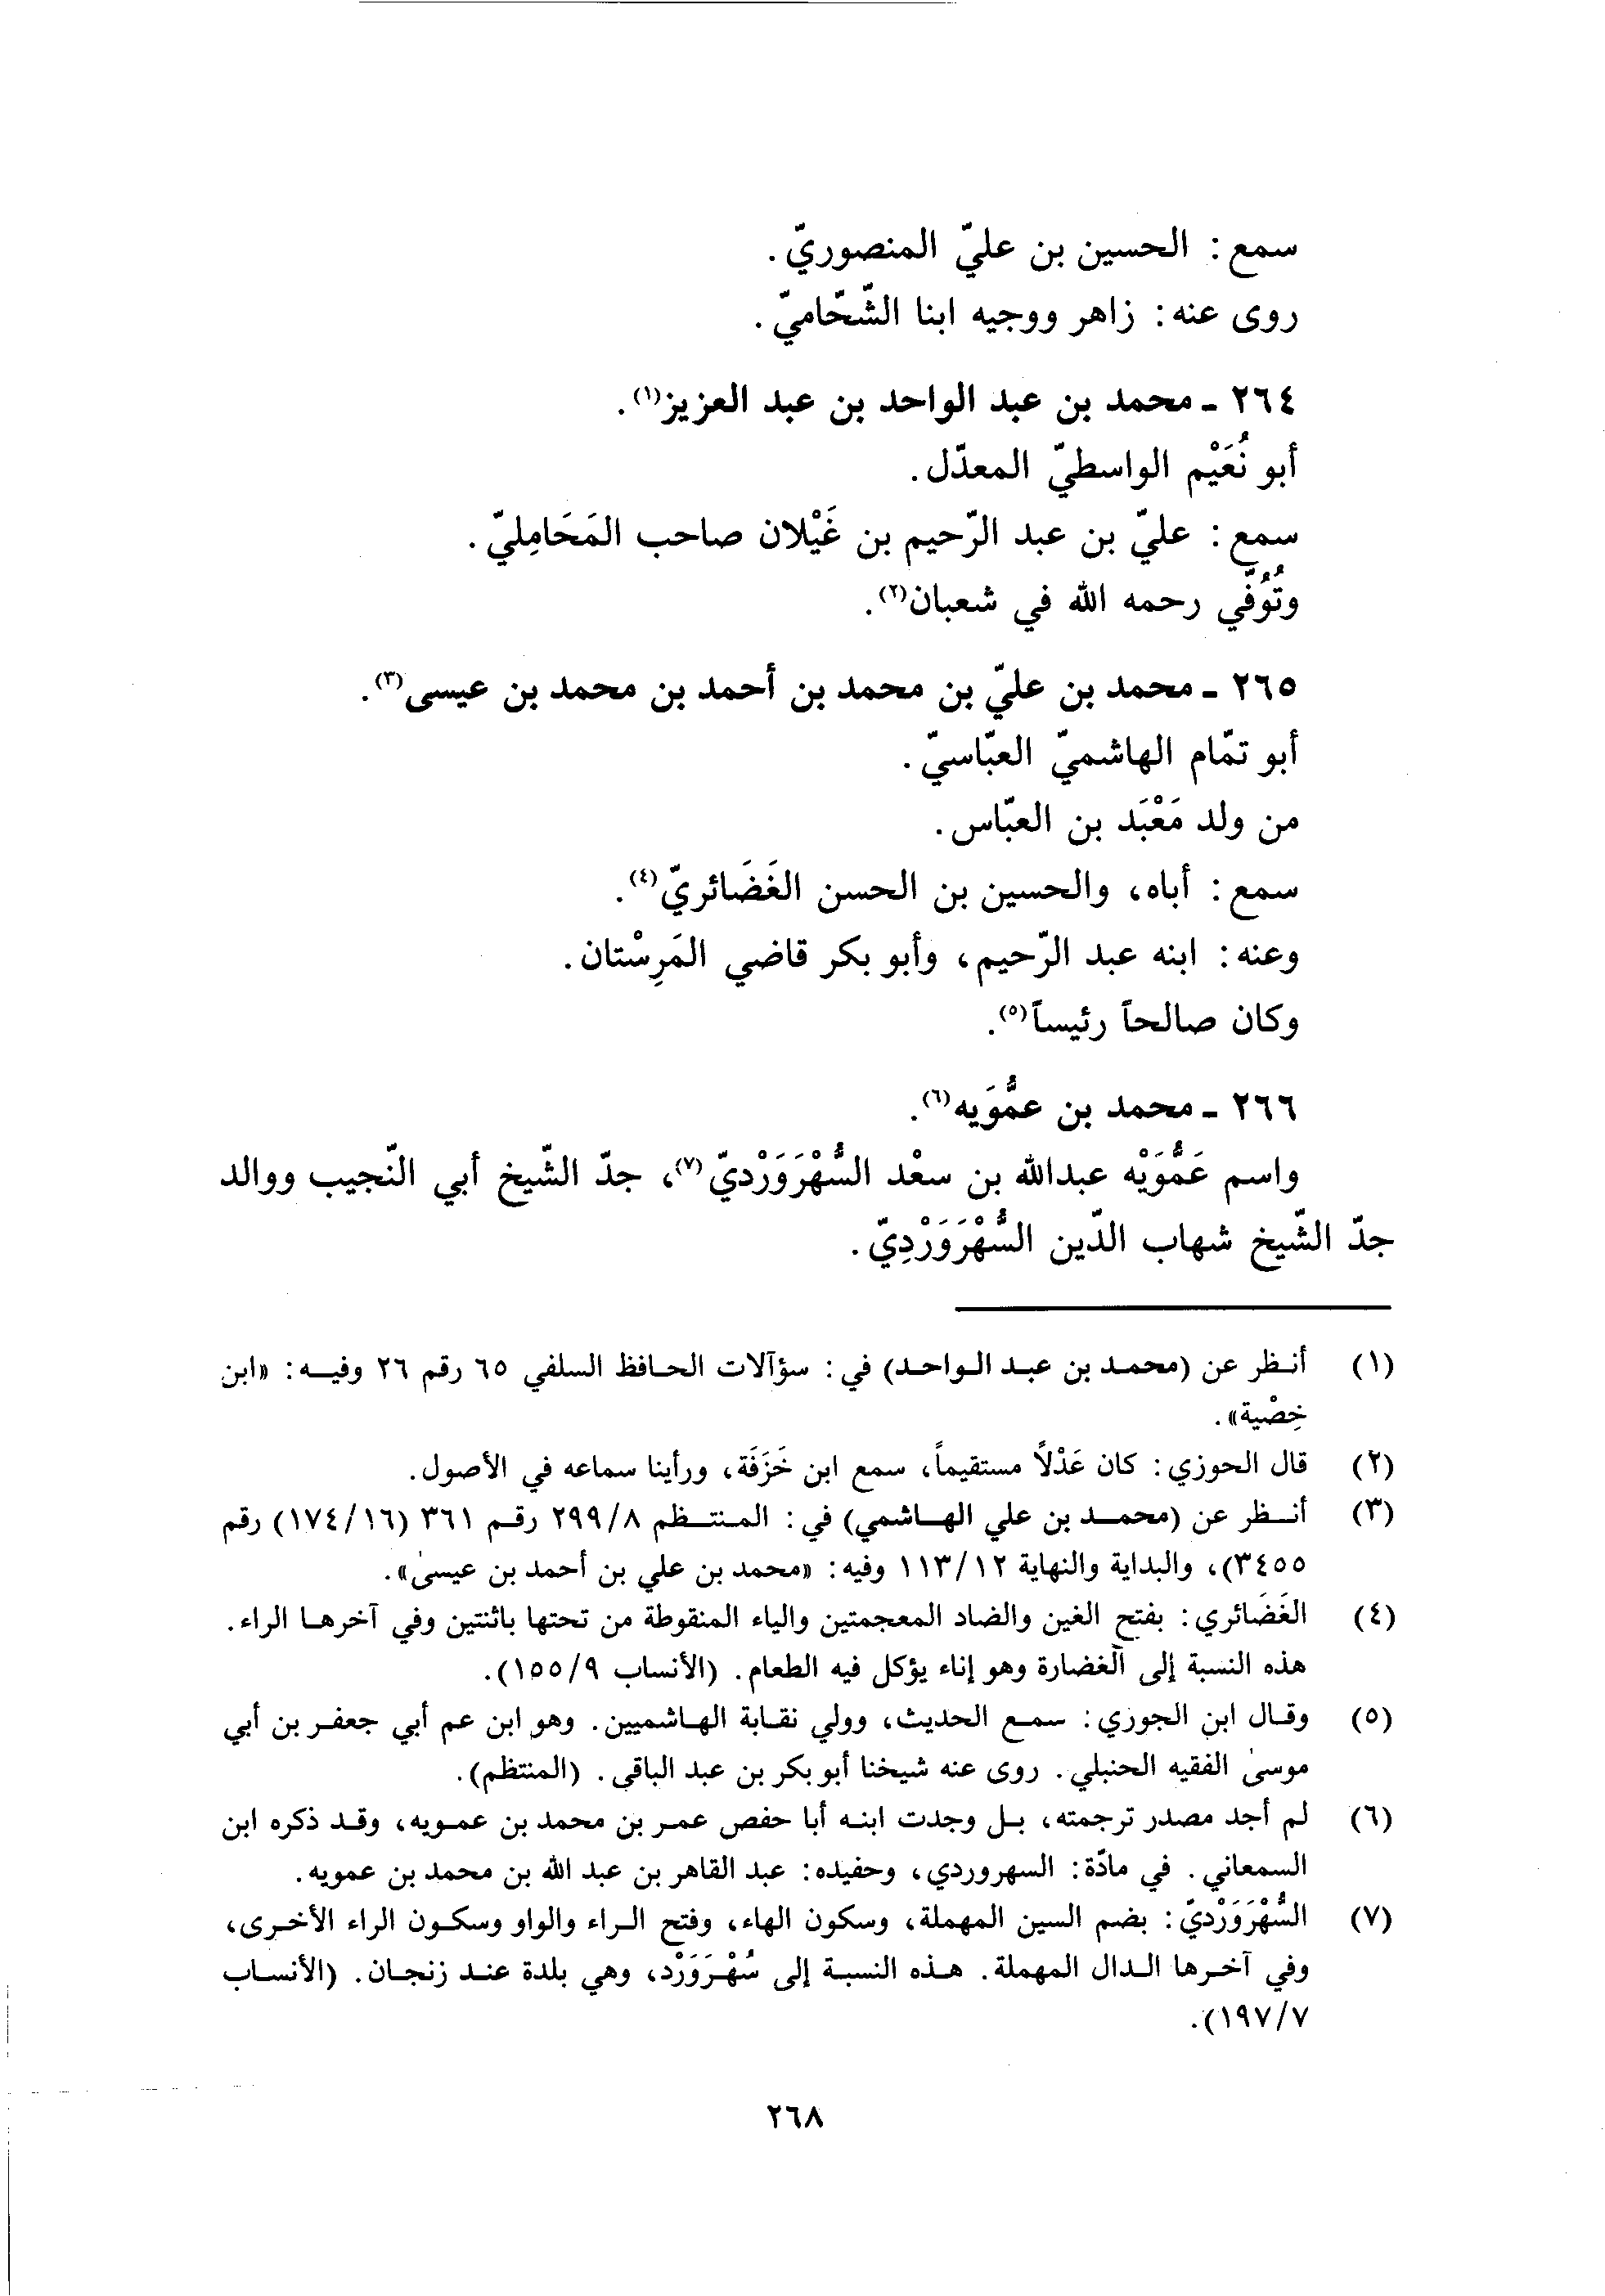 سمع: الحسين بن عليّ المنصوريّ.
روى عنه: زاهر ووجيه ابنا الشّحّاميّ.
٢٦٤ - محمد بن عبد الواحد بن عبد العزيز(١).
أبو نُعَيْم الواسطيّ المعدّل.
سمع: عليّ بن عبد الرّحيم بن غَيْلان صاحب المَحَامِليّ.
وتُوُفّي رحمه الله في شعبان(٢).
٢٦٥ - محمد بن عليّ بن محمد بن أحمد بن محمد بن عيسى(٣).
أبو تمّام الهاشميّ العبّاسيّ.
من ولد مَعْبَد بن العبّاس.
سمع: أباه، والحسين بن الحسن الغَضَائريّ(٤).
وعنه: ابنه عبد الرّحيم، وأبو بكر قاضي المَرِسْتان.
وكان صالحاً رئيساً(٥).
٢٦٦ - محمد بن عمُّوَيه(٦).
واسم عَمُّوَيْه عبدالله بن سعْد السُّهْرَوَرْديّ(٧)، جدّ الشّيخ أبي النّجيب ووالد
جدّ الشّيخ شهاب الدّين السُّهْرَوَرْدِيّ.
(١) أنظر عن (محمد بن عبد الواحد) في: سؤآلات الحافظ السلفي ٦٥ رقم ٢٦ وفيه: «ابن
خِصْية».
(٢) قال الحوزي: كان عَدْلاً مستقيماً، سمع ابن خَزَفَة، ورأينا سماعه في الأصول.
(٣) أنظر عن (محمد بن علي الهاشمي) في: المنتظم ٢٩٩/٨ رقم ٣٦١ (١٧٤/١٦) رقم
٣٤٥٥)، والبداية والنهاية ١١٣/١٢ وفيه: «محمد بن علي بن أحمد بن عيسىٰ».
(٤) الغَضَائري: بفتح الغين والضاد المعجمتين والياء المنقوطة من تحتها باثنتين وفي آخرها الراء.
هذه النسبة إلى الغضارة وهو إناء يؤكل فيه الطعام. (الأنساب ١٥٥/٩).
(٥) وقال ابن الجوزي: سمع الحديث، وولي نقابة الهاشميين. وهو ابن عم أبي جعفر بن أبي
موسىٰ الفقيه الحنبلي. روى عنه شيخنا أبو بكر بن عبد الباقي. (المنتظم).
(٦) لم أجد مصدر ترجمته، بل وجدت ابنه أبا حفص عمر بن محمد بن عمويه، وقد ذكره ابن
السمعاني. في مادّة: السهروردي، وحفيده: عبد القاهر بن عبد الله بن محمد بن عمويه.
(٧) السُّهْرَوَرْديّ: بضم السين المهملة، وسكون الهاء، وفتح الراء والواو وسكون الراء الأخرى،
وفي آخرها الدال المهملة. هذه النسبة إلى سُهْرَوَرْد، وهي بلدة عند زنجان. (الأنساب
١٩٧/٧).
٢٦٨